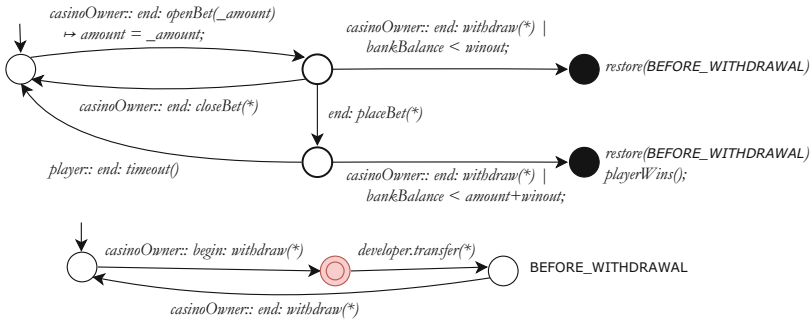 casinoOwner:: end: openBet(_amount)
↦ amount = _amount;
casinoOwner:: end: withdraw(*) |
bankBalance < winout;
restore(BEFORE_WITHDRAWAL)
casinoOwner:: end: closeBet(*)
end: placeBet(*)
player:: end: timeout()
casinoOwner:: end: withdraw(*) |
bankBalance < amount+winout;
restore(BEFORE_WITHDRAWAL)
playerWins();
casinoOwner:: begin: withdraw(*)
developer.transfer(*)
BEFORE_WITHDRAWAL
casinoOwner:: end: withdraw(*)